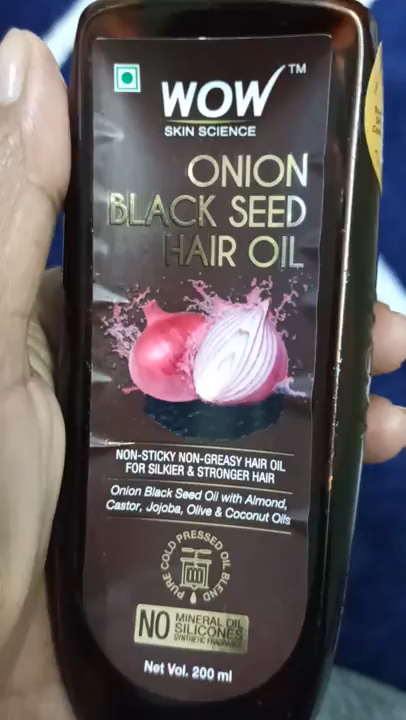 WOW™
SKIN SCIENCE
ONION
BLACK SEED
HAIR OIL
NON-STICKY NON-GREASY HAIR OIL
FOR SILKIER & STRONGER HAIR
Onion Black Seed Oil with Almond,
Castor, Jojoba, Olive & Coconut Oils
PURE COLD PRESSED OIL BLEND
NO MINERAL OIL
SILICONES
SYNTHETIC FRAGRANCE
Net Vol. 200 ml